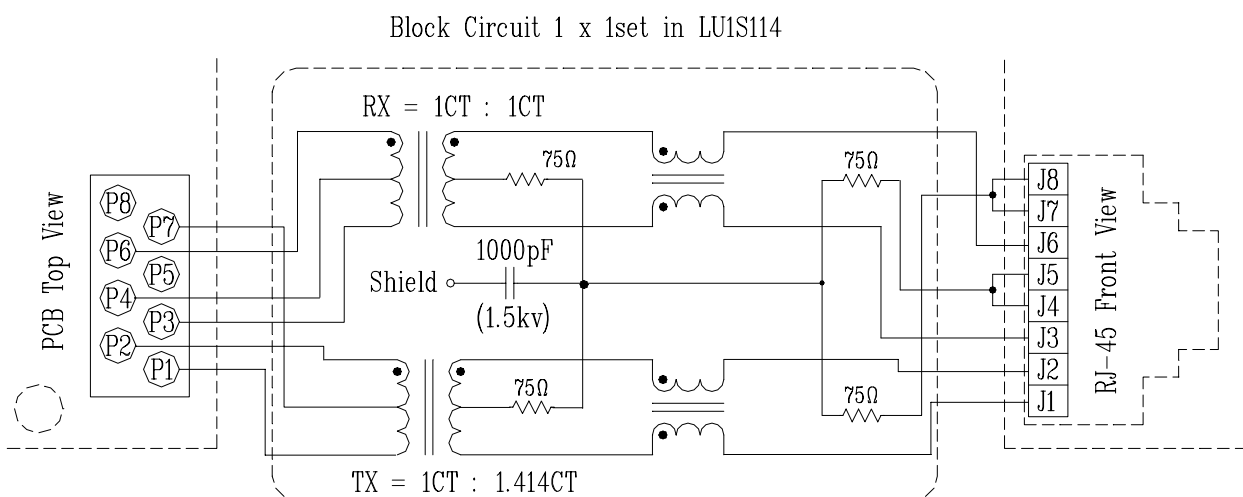 Block Circuit 1 x 1set in LU1S114
RX = 1CT : 1CT
PCB Top View
P8
P7
P6
P5
P4
P3
P2
P1
75Ω
75Ω
1000pF
Shield
(1.5kv)
75Ω
75Ω
TX = 1CT : 1.414CT
J8
J7
J6
J5
J4
J3
J2
J1
RJ-45 Front View